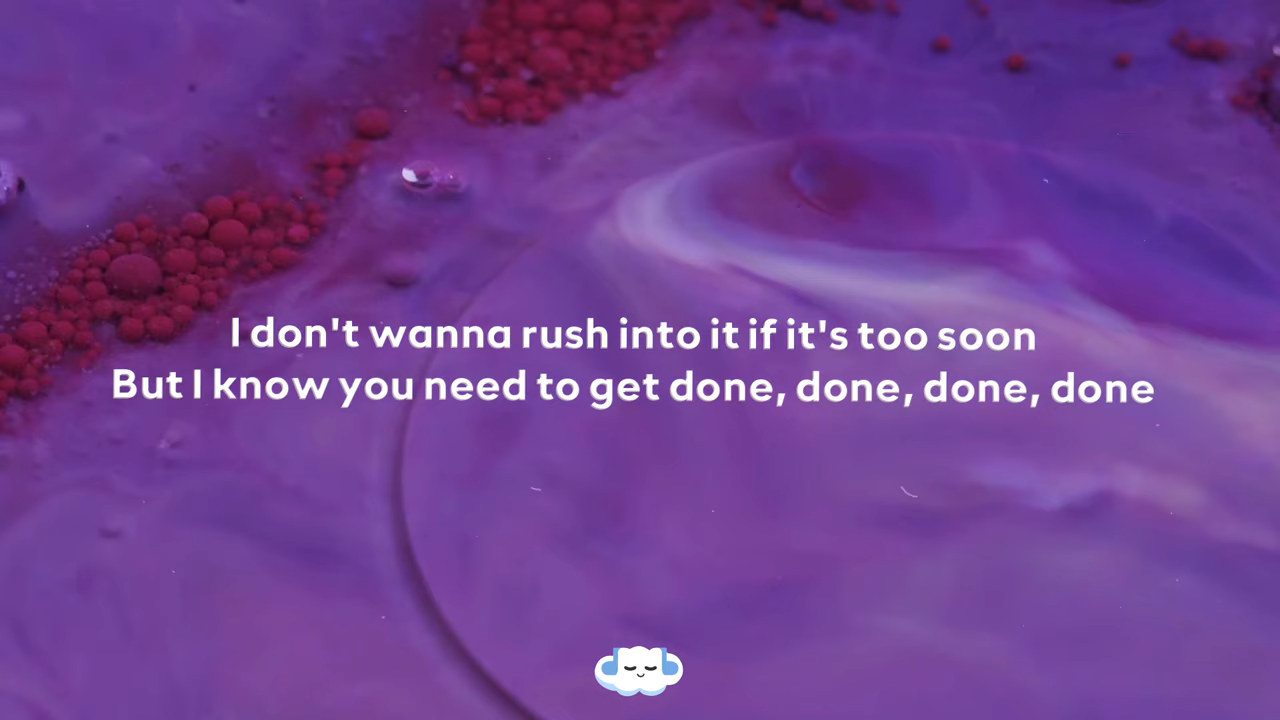 I don't wanna rush into it if it's too soon
But I know you need to get done, done, done, done